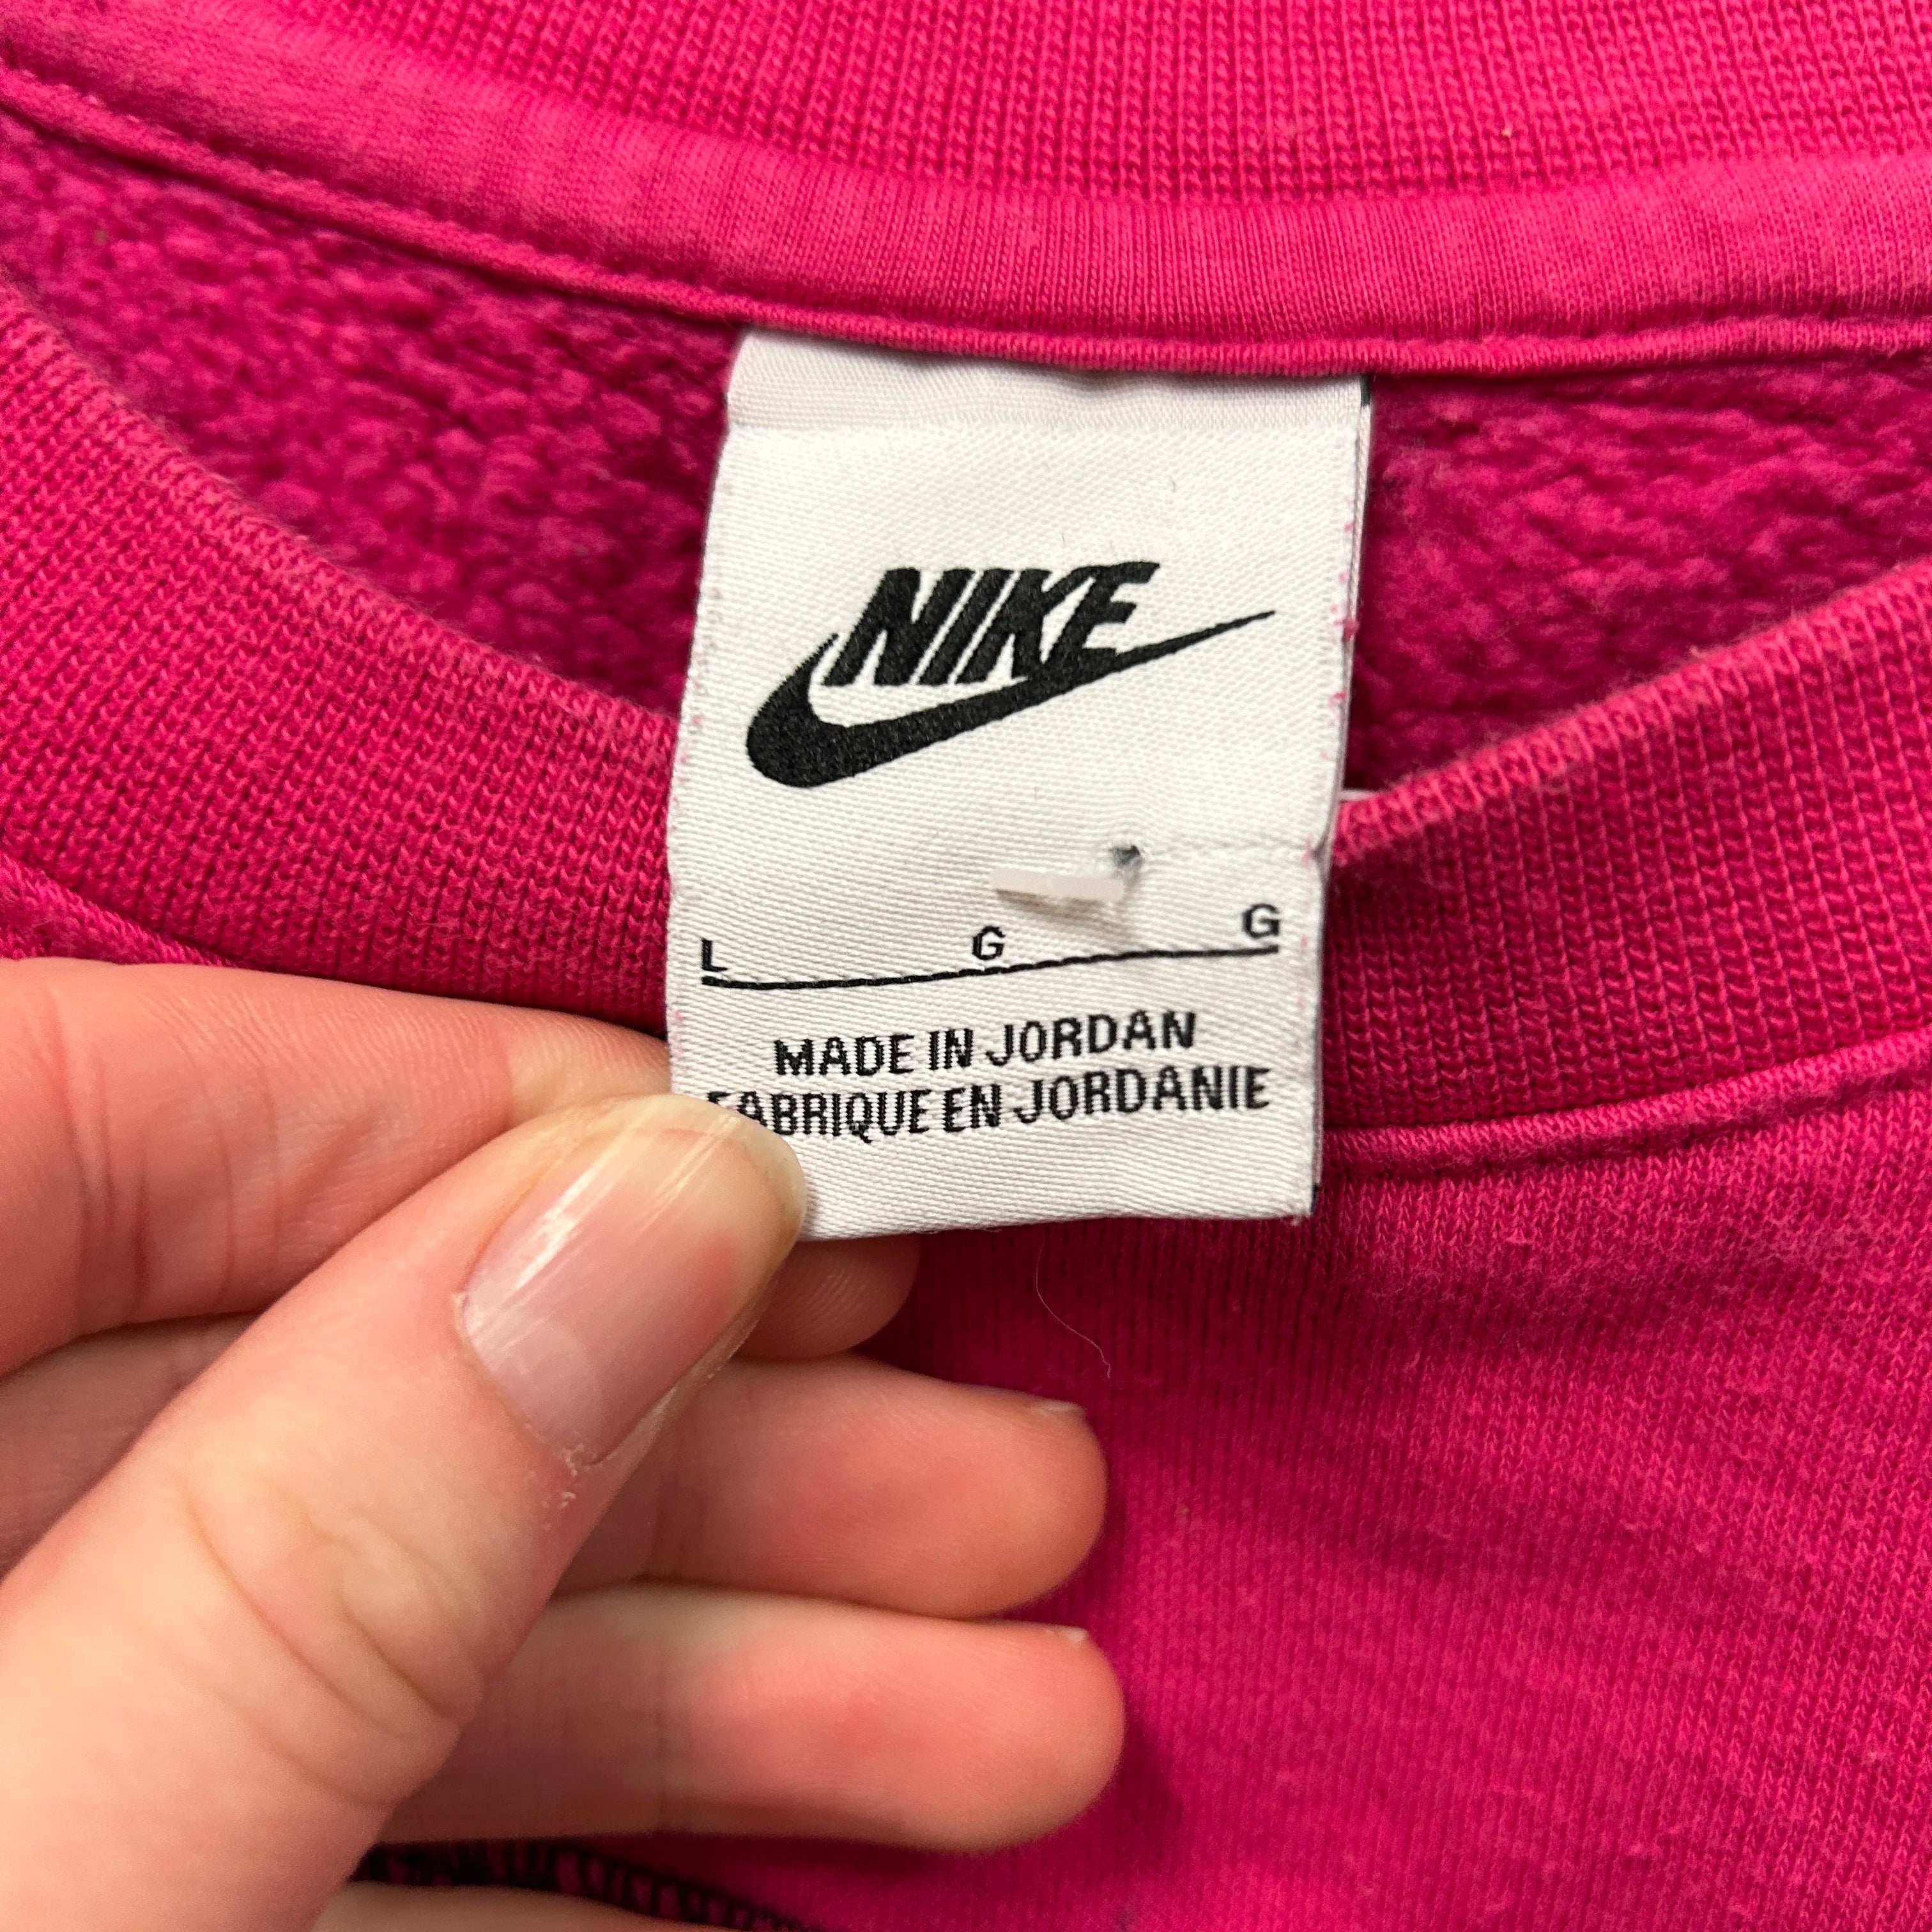 NIKE
L G G
MADE IN JORDAN
FABRIQUE EN JORDANIE